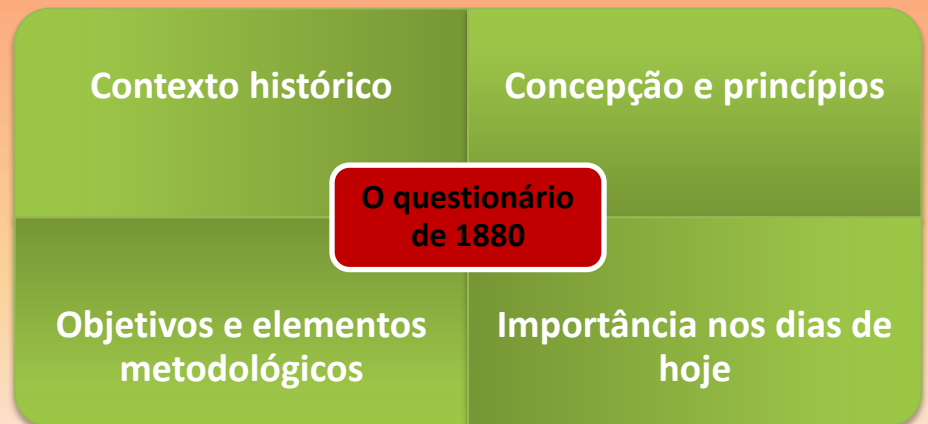 Contexto histórico
Concepção e princípios
O questionário
de 1880
Objetivos e elementos
metodológicos
Importância nos dias de
hoje